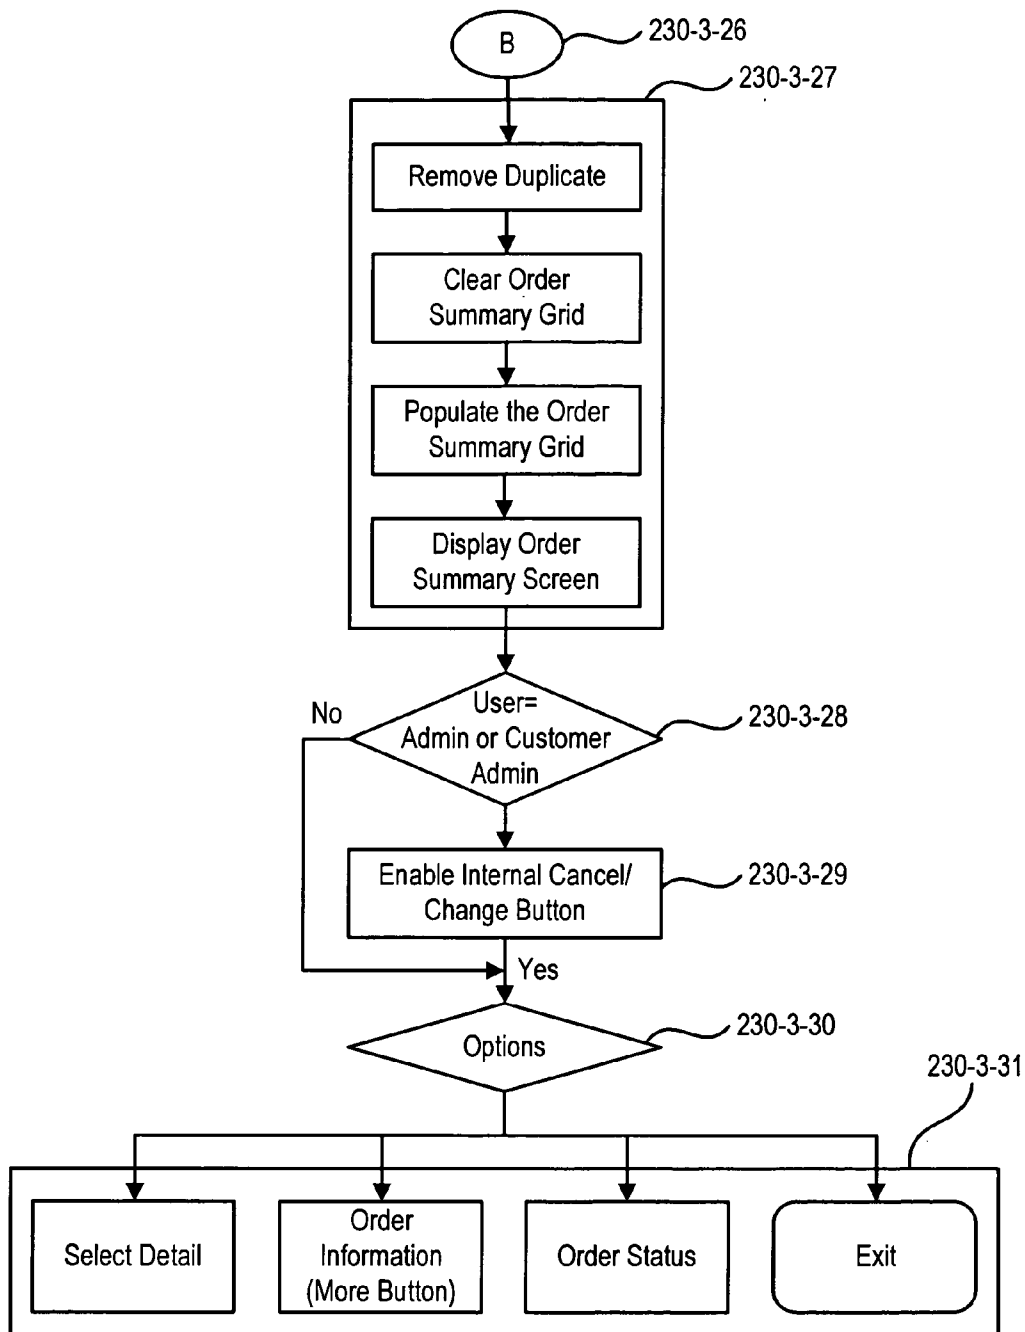 B
230-3-26
230-3-27
Remove Duplicate
Clear Order
Summary Grid
Populate the Order
Summary Grid
Display Order
Summary Screen
No
User=
Admin or Customer
Admin
230-3-28
Enable Internal Cancel/
Change Button
230-3-29
Yes
Options
230-3-30
230-3-31
Select Detail
Order
Information
(More Button)
Order Status
Exit